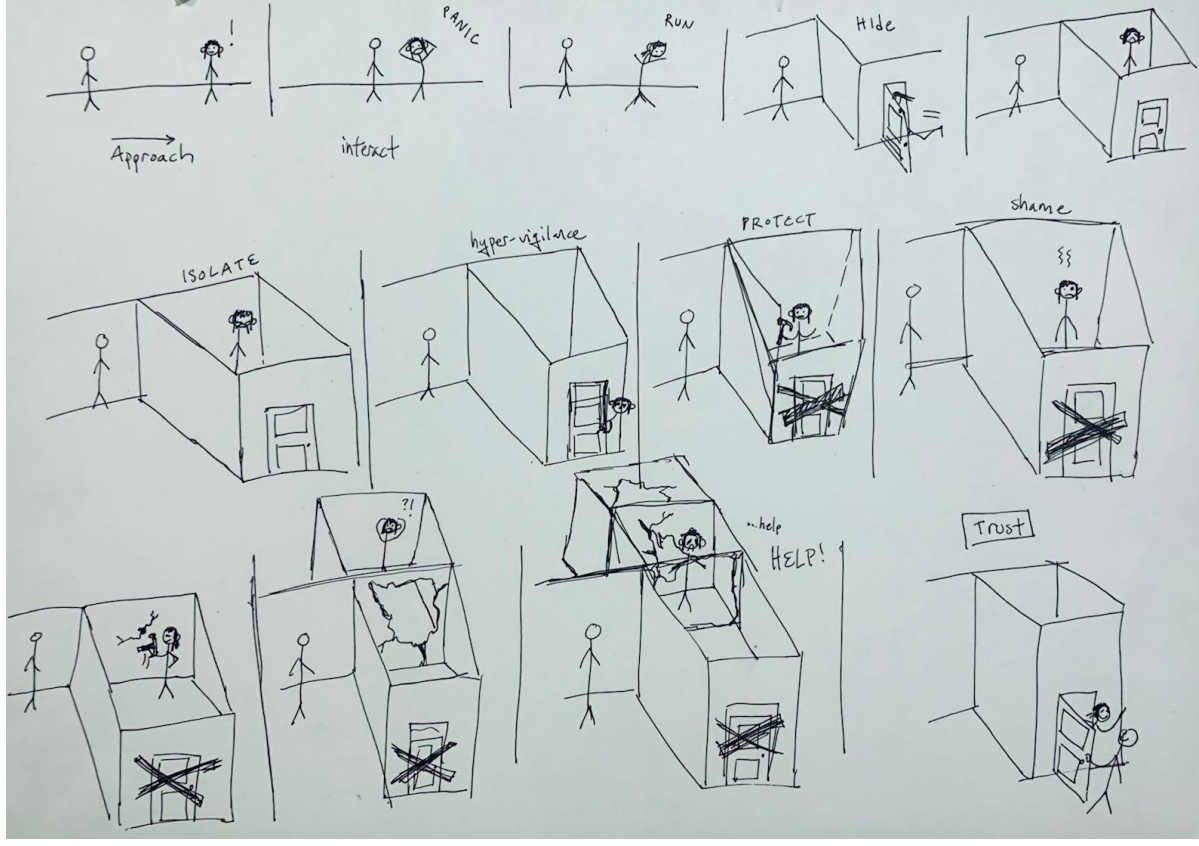 !
PANIC
RUN
HIde
Approach
interact
ISOLATE
hyper-vigilance
PROTECT
shame
?!
...help
HELP!
Trust